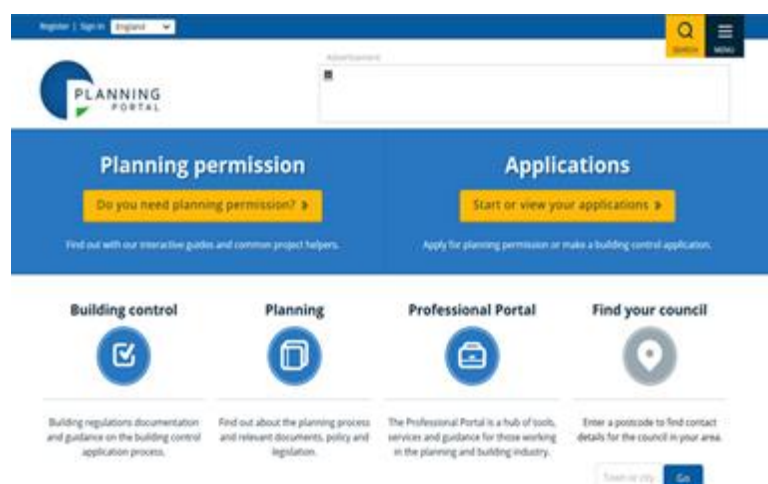 Register | Sign in England
SEARCH MENU
Advertisement
PLANNING
PORTAL
Planning permission
Do you need planning permission?
Find out with our interactive guides and common project helpers.
Applications
Start or view your applications
Apply for planning permission or make a building control application.
Building control
Building regulations documentation
and guidance on the building control
application process.
Planning
Find out about the planning process
and relevant documents, policy and
legislation.
Professional Portal
The Professional Portal is a hub of tools,
services and guidance for those working
in the planning and building industry.
Find your council
Enter a postcode to find contact
details for the council in your area.
Town or city Go